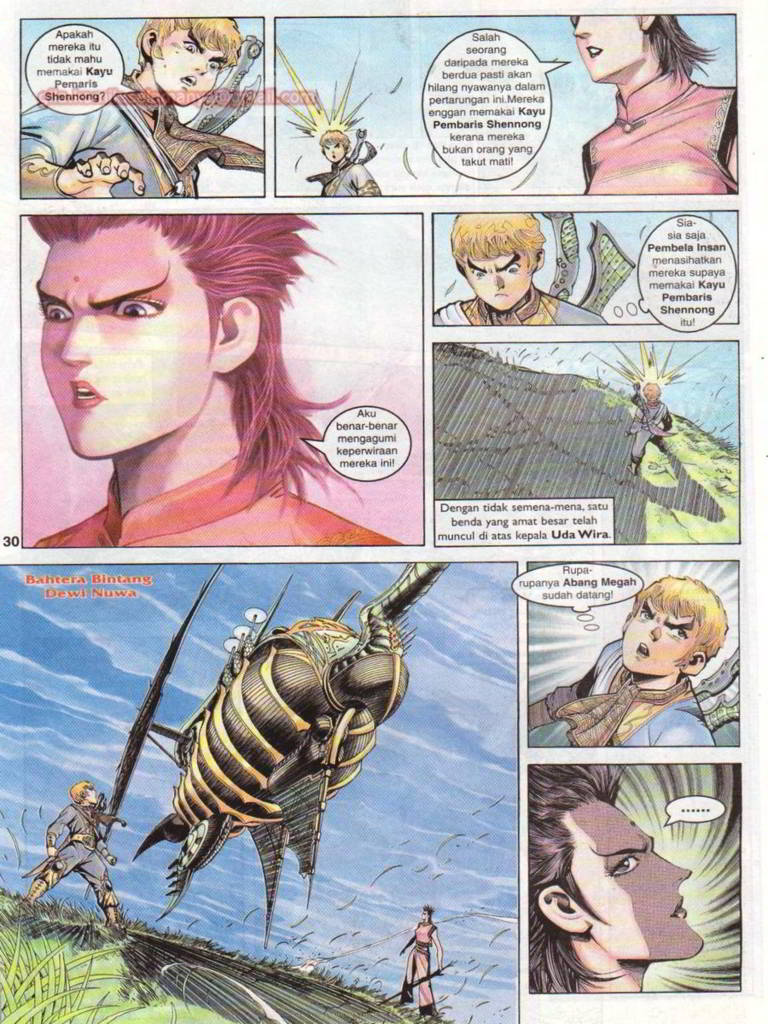 Apakah
mereka itu
tidak mahu
memakai Kayu
Pemaris
Shennong?
Salah
seorang
daripada mereka
berdua pasti akan
hilang nyawanya dalam
pertarungan ini.Mereka
enggan memakai Kayu
Pembaris Shennong
kerana mereka
bukan orang yang
takut mati!
Aku
benar-benar
mengagumi
keperwiraan
mereka ini!
Sia-
sia saja
Pembela Insan
menasihatkan
mereka supaya
memakai Kayu
Pembaris
Shennong
itu!
Dengan tidak semena-mena, satu
benda yang amat besar telah
muncul di atas kepala Uda Wira.
30
Bahtera Bintang
Dewi Nuwa
Rupa-
rupanya Abang Megah
sudah datang!
......